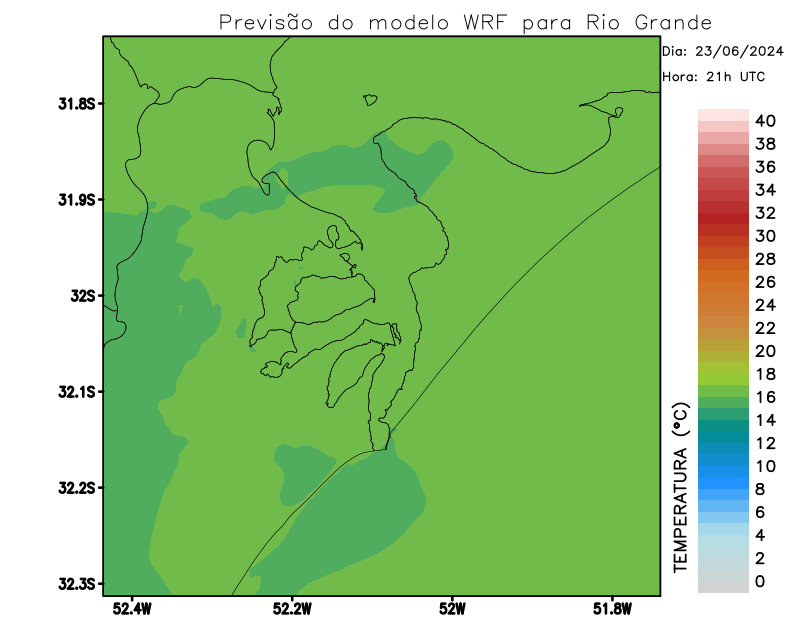 Previsão do modelo WRF para Rio Grande
Dia: 23/06/2024
Hora: 21h UTC
31.8S
31.9S
32S
32.1S
32.2S
32.3S
52.4W
52.2W
52W
51.8W
TEMPERATURA (ºC)
40
38
36
34
32
30
28
26
24
22
20
18
16
14
12
10
8
6
4
2
0